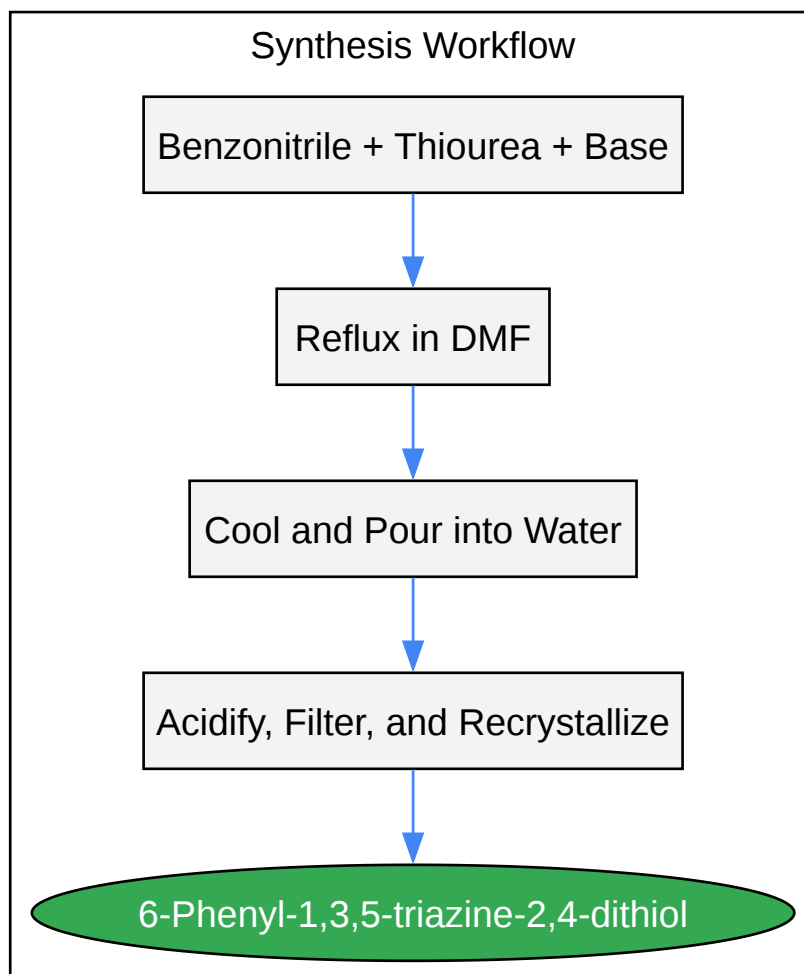 Synthesis Workflow
Benzonitrile + Thiourea + Base
Reflux in DMF
Cool and Pour into Water
Acidify, Filter, and Recrystallize
6-Phenyl-1,3,5-triazine-2,4-dithiol